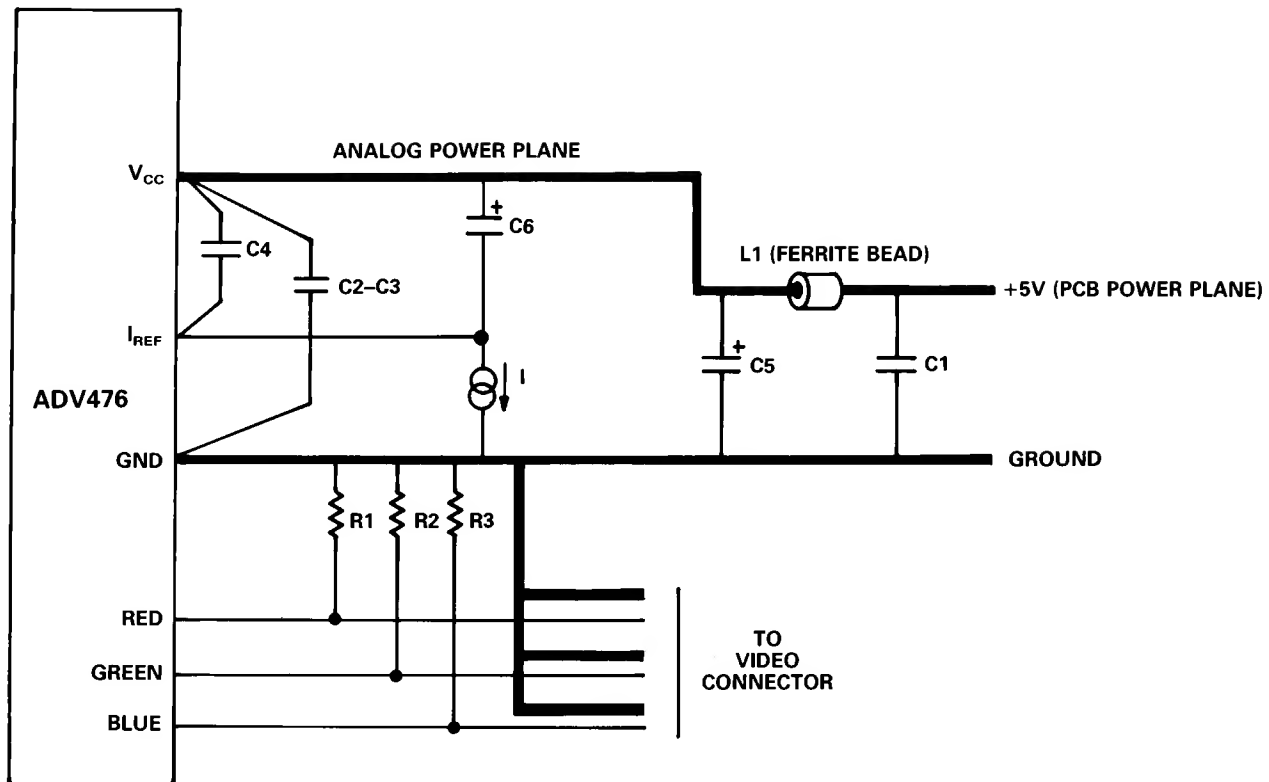 ANALOG POWER PLANE
VCC
C6
+
C4
L1 (FERRITE BEAD)
C2–C3
+5V (PCB POWER PLANE)
IREF
+
C5
C1
I
ADV476
GND
GROUND
R1
R2
R3
RED
TO
VIDEO
CONNECTOR
GREEN
BLUE